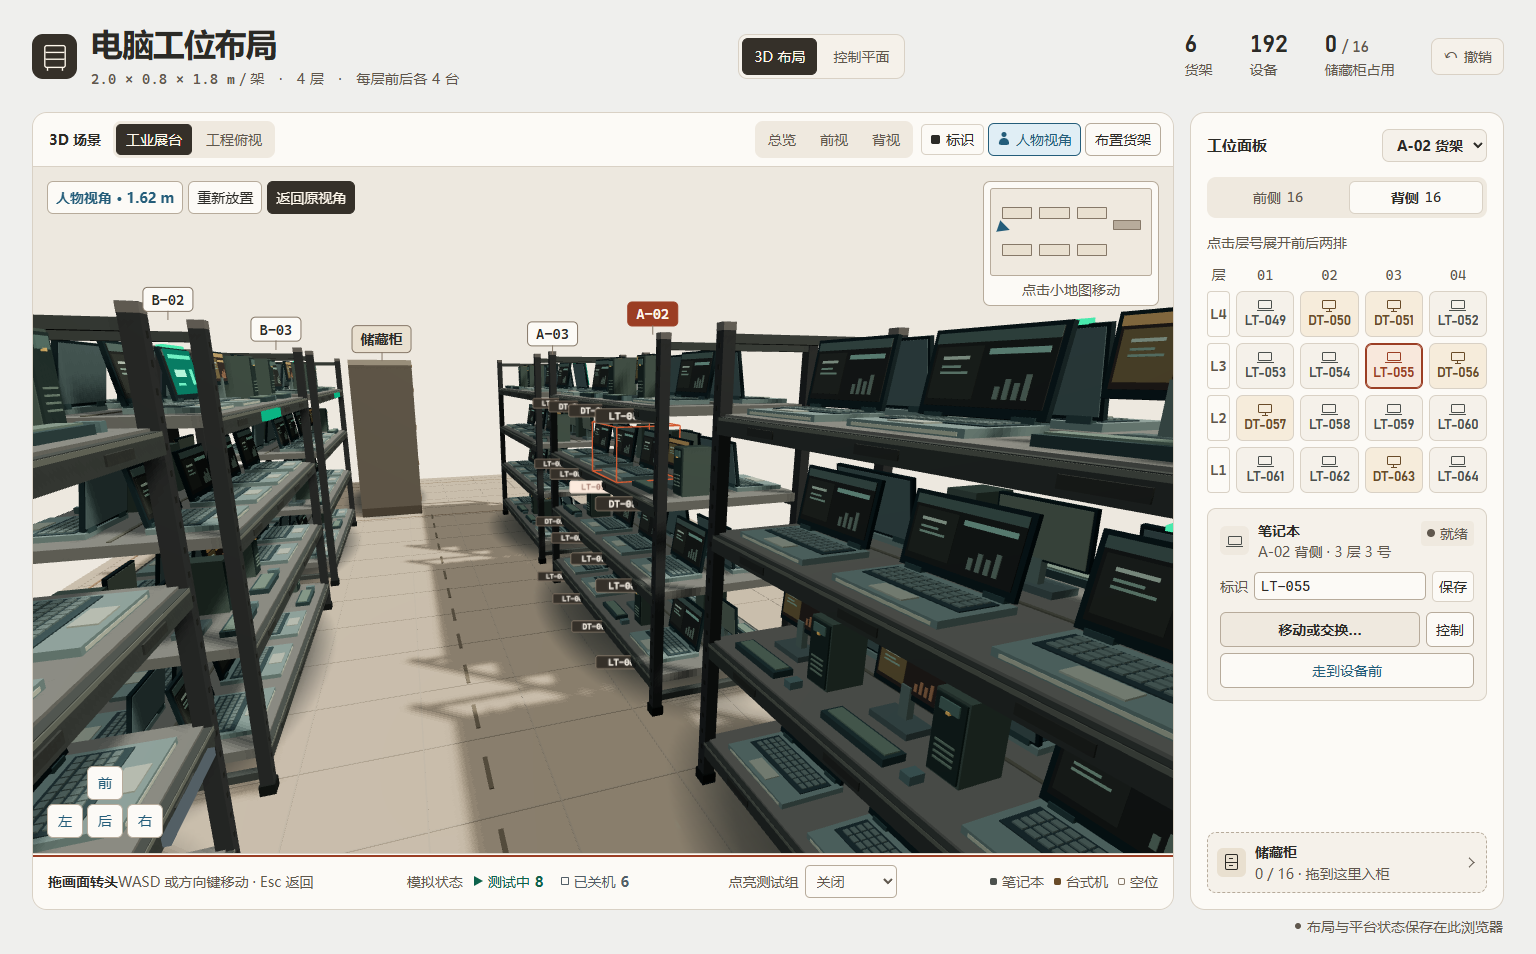 电脑工位布局
2.0 × 0.8 × 1.8 m/架 · 4 层 · 每层前后各 4 台
3D 布局
控制平面
6
货架
192
设备
0 / 16
储藏柜占用
撤销
3D 场景
工业展台
工程俯视
总览
前视
背视
标识
人物视角
布置货架
人物视角 • 1.62 m
重新放置
返回原视角
点击小地图移动
B-02
B-03
储藏柜
A-03
A-02
前
左
后
右
拖画面转头WASD 或方向键移动 · Esc 返回
模拟状态
测试中 8
已关机 6
点亮测试组
关闭
笔记本
台式机
空位
工位面板
A-02 货架
前侧 16
背侧 16
点击层号展开前后两排
层 01 02 03 04
L4 LT-049 DT-050 DT-051 LT-052
L3 LT-053 LT-054 LT-055 DT-056
L2 DT-057 LT-058 LT-059 LT-060
L1 LT-061 LT-062 DT-063 LT-064
笔记本
A-02 背侧 · 3 层 3 号
就绪
标识
LT-055
保存
移动或交换...
控制
走到设备前
储藏柜
0 / 16 · 拖到这里入柜
布局与平台状态保存在此浏览器